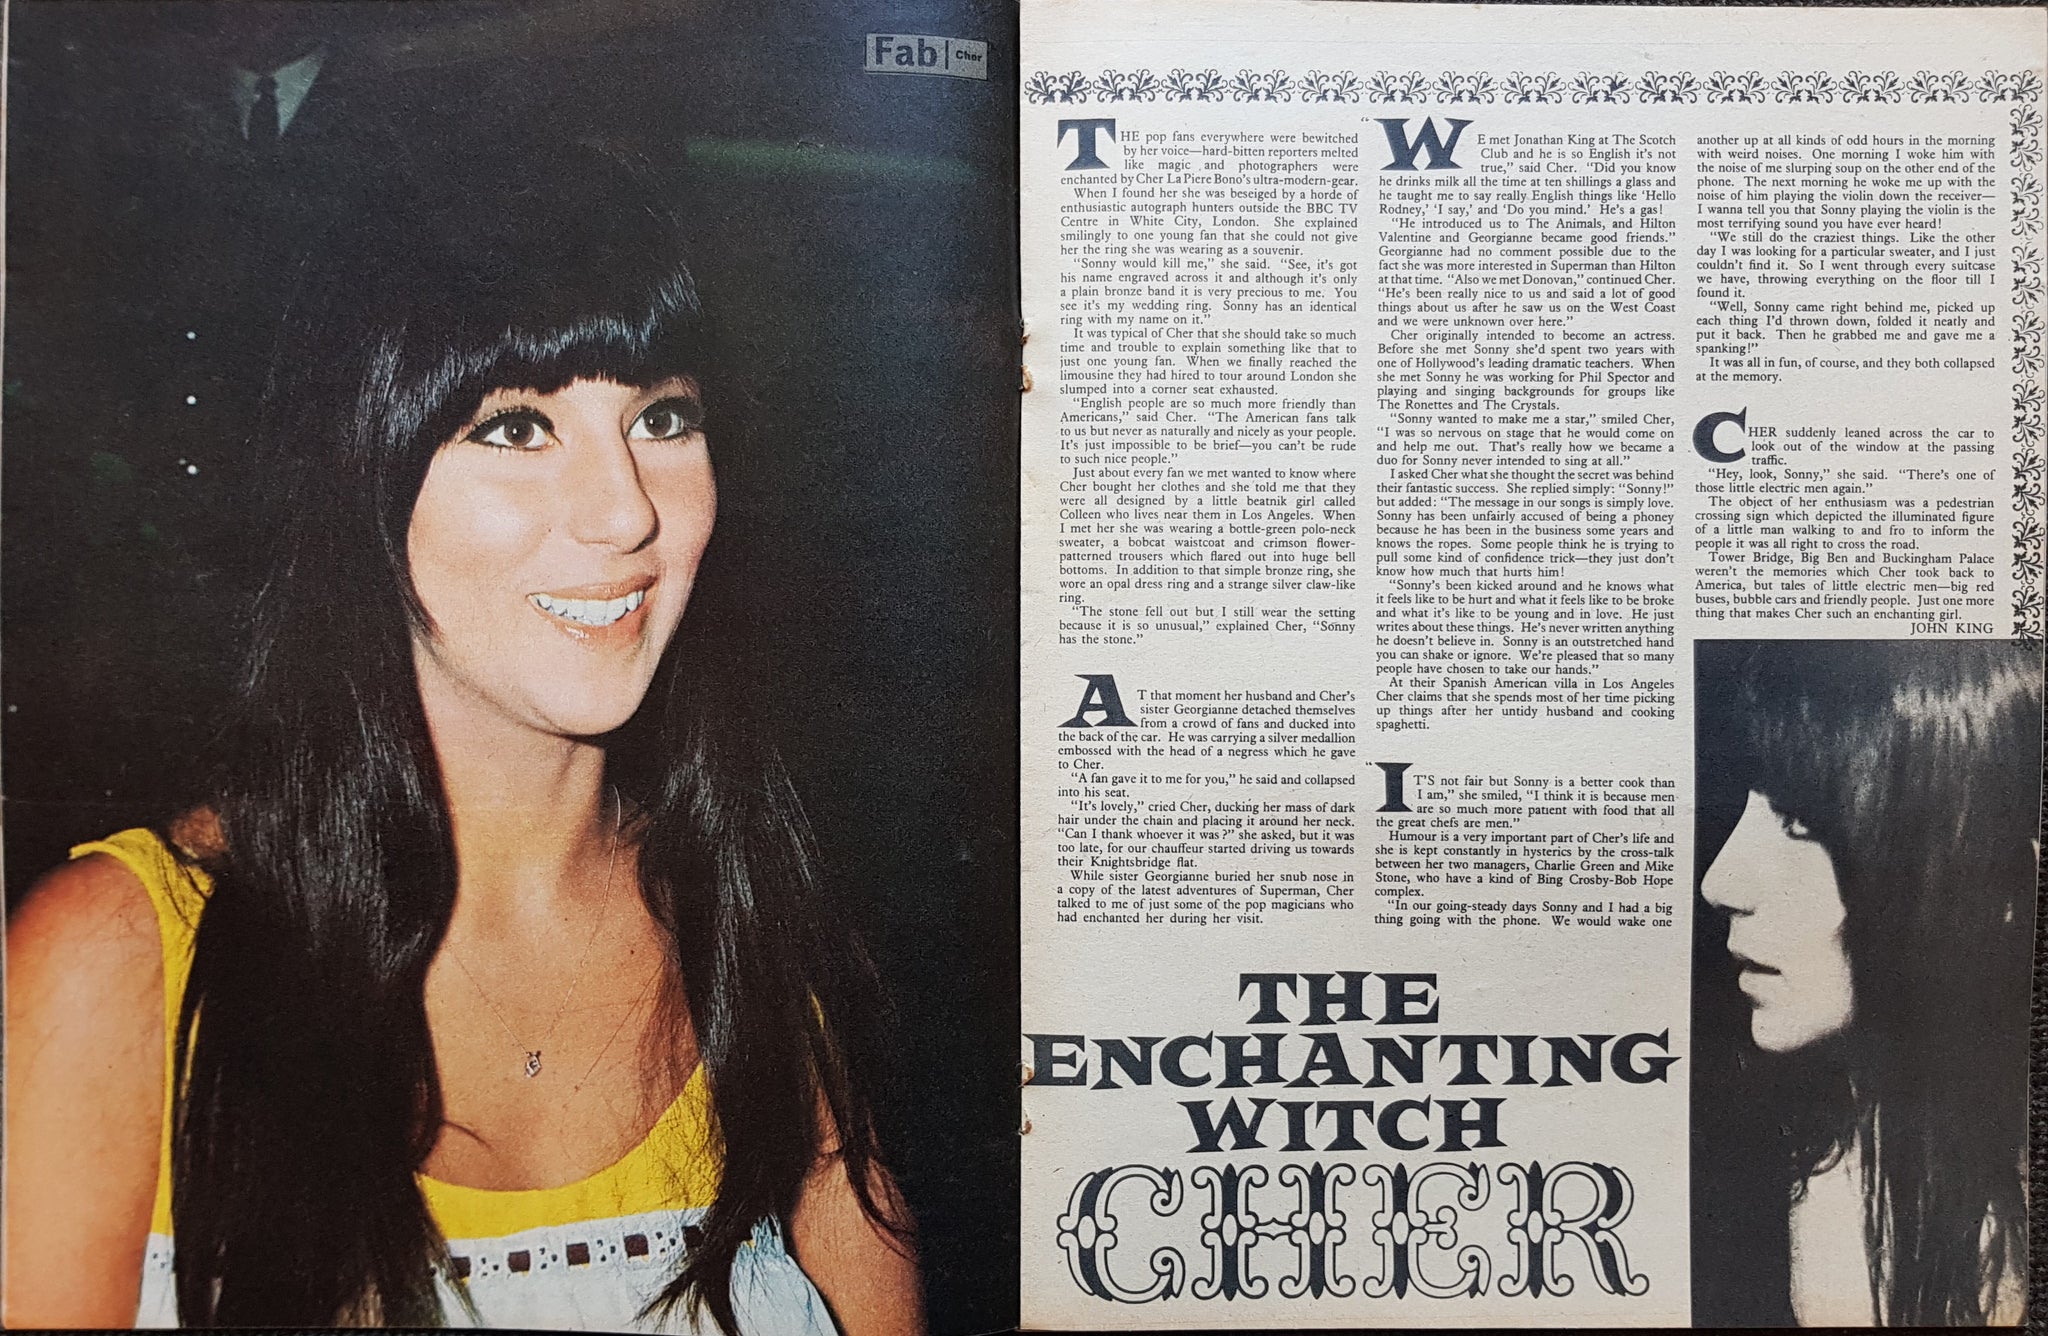 Fab | Cher
THE pop fans everywhere were bewitched
by her voice—hard-bitten reporters melted
like magic and photographers were
enchanted by Cher La Piere Bono's ultra-modern-gear.
When I found her she was beseiged by a horde of
enthusiastic autograph hunters outside the BBC TV
Centre in White City, London. She explained
smilingly to one young fan that she could not give
her the ring she was wearing as a souvenir.
"Sonny would kill me," she said. "See, it's got
his name engraved across it and although it's only
a plain bronze band it is very precious to me. You
see it's my wedding ring. Sonny has an identical
ring with my name on it."
It was typical of Cher that she should take so much
time and trouble to explain something like that to
just one young fan. When we finally reached the
limousine they had hired to tour around London she
slumped into a corner seat exhausted.
"English people are so much more friendly than
Americans," said Cher. "The American fans talk
to us but never as naturally and nicely as your people.
It's just impossible to be brief—you can't be rude
to such nice people."
Just about every fan we met wanted to know where
Cher bought her clothes and she told me that they
were all designed by a little beatnik girl called
Colleen who lives near them in Los Angeles. When
I met her she was wearing a bottle-green polo-neck
sweater, a bobcat waistcoat and crimson flower-
patterned trousers which flared out into huge bell
bottoms. In addition to that simple bronze ring, she
wore an opal dress ring and a strange silver claw-like
ring.
"The stone fell out but I still wear the setting
because it is so unusual," explained Cher, "Sonny
has the stone."
AT that moment her husband and Cher's
sister Georgianne detached themselves
from a crowd of fans and ducked into
the back of the car. He was carrying a silver medallion
embossed with the head of a negress which he gave
to Cher.
"A fan gave it to me for you," he said and collapsed
into his seat.
"It's lovely," cried Cher, ducking her mass of dark
hair under the chain and placing it around her neck.
"Can I thank whoever it was?" she asked, but it was
too late, for our chauffeur started driving us towards
their Knightsbridge flat.
While sister Georgianne buried her snub nose in
a copy of the latest adventures of Superman, Cher
talked to me of just some of the pop magicians who
had enchanted her during her visit.
"WE met Jonathan King at The Scotch
Club and he is so English it's not
true," said Cher. "Did you know
he drinks milk all the time at ten shillings a glass and
he taught me to say really English things like 'Hello
Rodney,' 'I say,' and 'Do you mind.' He's a gas!
"He introduced us to The Animals, and Hilton
Valentine and Georgianne became good friends."
Georgianne had no comment possible due to the
fact she was more interested in Superman than Hilton
at that time. "Also we met Donovan," continued Cher.
"He's been really nice to us and said a lot of good
things about us after he saw us on the West Coast
and we were unknown over here."
Cher originally intended to become an actress.
Before she met Sonny she'd spent two years with
one of Hollywood's leading dramatic teachers. When
she met Sonny he was working for Phil Spector and
playing and singing backgrounds for groups like
The Ronettes and The Crystals.
"Sonny wanted to make me a star," smiled Cher,
"I was so nervous on stage that he would come on
and help me out. That's really how we became a
duo for Sonny never intended to sing at all."
I asked Cher what she thought the secret was behind
their fantastic success. She replied simply: "Sonny!"
but added: "The message in our songs is simply love.
Sonny has been unfairly accused of being a phoney
because he has been in the business some years and
knows the ropes. Some people think he is trying to
pull some kind of confidence trick—they just don't
know how much that hurts him!
"Sonny's been kicked around and he knows what
it feels like to be hurt and what it feels like to be broke
and what it's like to be young and in love. He just
writes about these things. He's never written anything
he doesn't believe in. Sonny is an outstretched hand
you can shake or ignore. We're pleased that so many
people have chosen to take our hands."
At their Spanish American villa in Los Angeles
Cher claims that she spends most of her time picking
up things after her untidy husband and cooking
spaghetti.
"IT'S not fair but Sonny is a better cook than
I am," she smiled, "I think it is because men
are so much more patient with food that all
the great chefs are men."
Humour is a very important part of Cher's life and
she is kept constantly in hysterics by the cross-talk
between her two managers, Charlie Green and Mike
Stone, who have a kind of Bing Crosby-Bob Hope
complex.
"In our going-steady days Sonny and I had a big
thing going with the phone. We would wake one
another up at all kinds of odd hours in the morning
with weird noises. One morning I woke him with
the noise of me slurping soup on the other end of the
phone. The next morning he woke me up with the
noise of him playing the violin down the receiver—
I wanna tell you that Sonny playing the violin is the
most terrifying sound you have ever heard!
"We still do the craziest things. Like the other
day I was looking for a particular sweater, and I just
couldn't find it. So I went through every suitcase
we have, throwing everything on the floor till I
found it.
"Well, Sonny came right behind me, picked up
each thing I'd thrown down, folded it neatly and
put it back. Then he grabbed me and gave me a
spanking!"
It was all in fun, of course, and they both collapsed
at the memory.
CHER suddenly leaned across the car to
look out of the window at the passing
traffic.
"Hey, look, Sonny," she said. "There's one of
those little electric men again."
The object of her enthusiasm was a pedestrian
crossing sign which depicted the illuminated figure
of a little man walking to and fro to inform the
people it was all right to cross the road.
Tower Bridge, Big Ben and Buckingham Palace
weren't the memories which Cher took back to
America, but tales of little electric men—big red
buses, bubble cars and friendly people. Just one more
thing that makes Cher such an enchanting girl.
JOHN KING
THE
ENCHANTING
WITCH
CHER